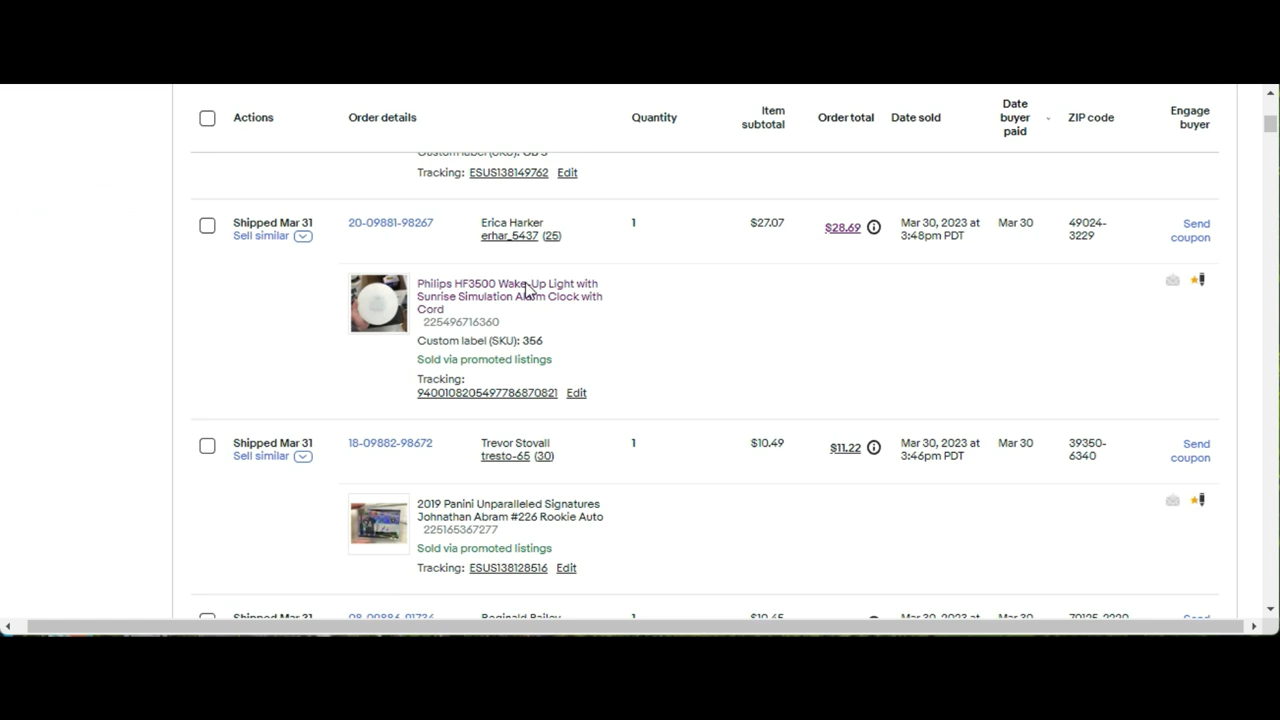 Actions Order details Quantity Item subtotal Order total Date sold Date buyer paid ZIP code Engage buyer
Tracking: ESUS138149762 Edit
Shipped Mar 31 20-09881-98267 Erica Harker 1 $27.07 $28.69 Mar 30, 2023 at 3:48pm PDT Mar 30 49024-3229 Send coupon
Sell similar erhar_5437 (25)
Philips HF3500 Wake-Up Light with
Sunrise Simulation Alarm Clock with
Cord
225496716360
Custom label (SKU): 356
Sold via promoted listings
Tracking:
9400108205497786870821 Edit
Shipped Mar 31 18-09882-98672 Trevor Stovall 1 $10.49 $11.22 Mar 30, 2023 at 3:46pm PDT Mar 30 39350-6340 Send coupon
Sell similar tresto-65 (30)
2019 Panini Unparalleled Signatures
Johnathan Abram #226 Rookie Auto
225165367277
Sold via promoted listings
Tracking: ESUS138128516 Edit
Shipped Mar 31